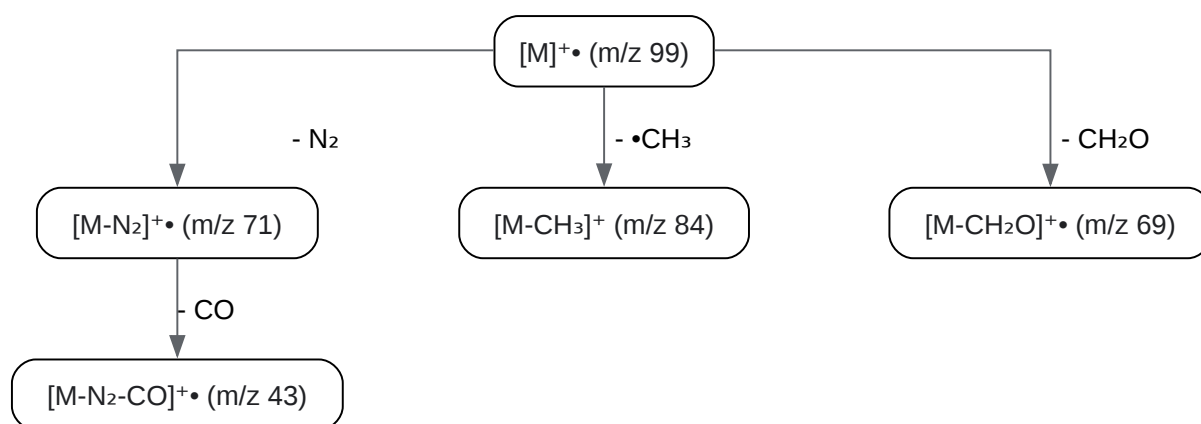 [M]⁺• (m/z 99)
- N₂
- •CH₃
- CH₂O
[M-N₂]⁺• (m/z 71)
[M-CH₃]⁺ (m/z 84)
[M-CH₂O]⁺• (m/z 69)
- CO
[M-N₂-CO]⁺• (m/z 43)